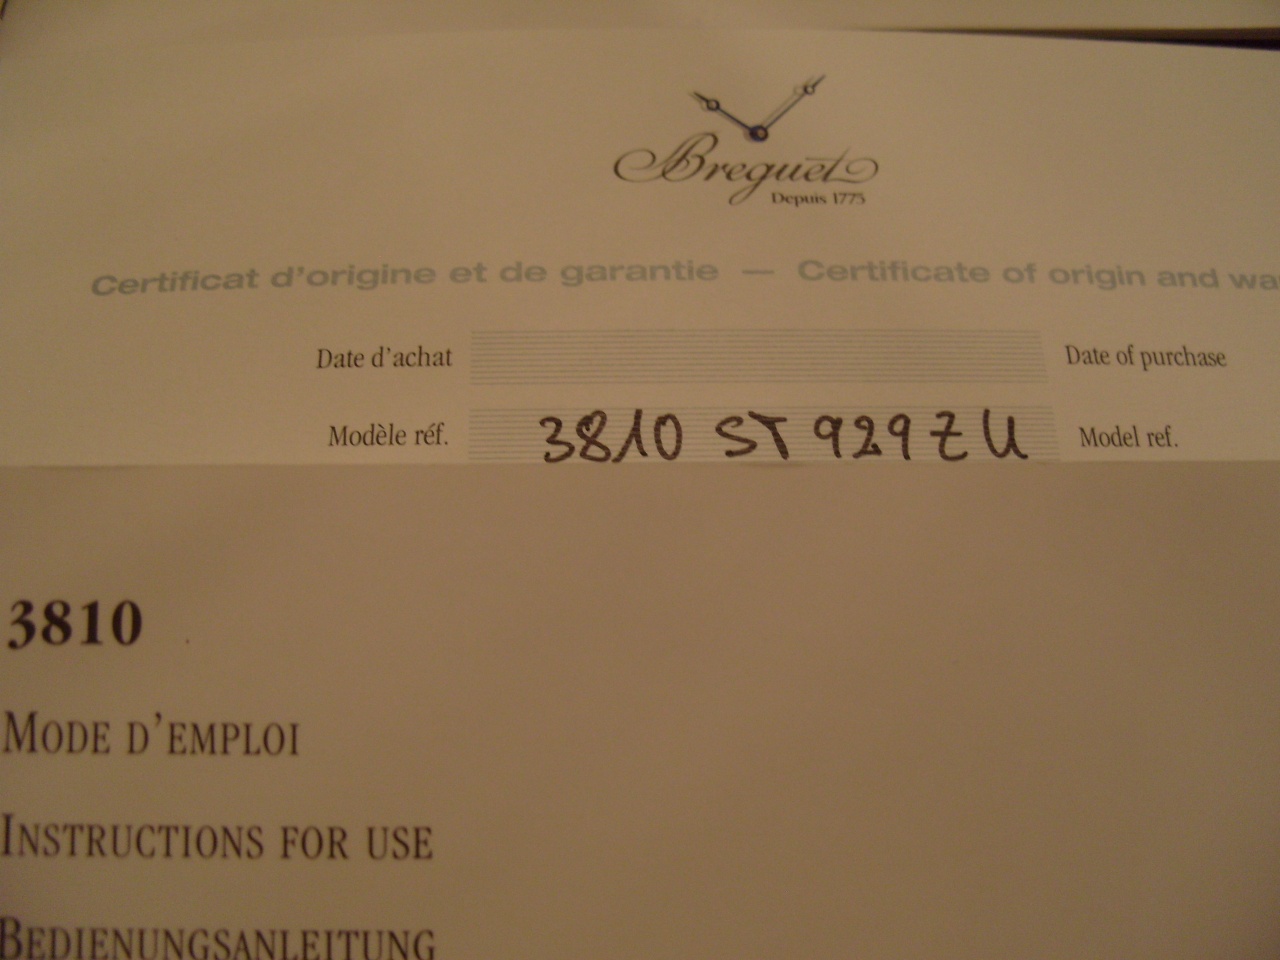 Breguet
Depuis 1775
Certificat d'origine et de garantie — Certificate of origin and wa
Date d'achat Date of purchase
Modèle réf. 3810 ST 929 ZU Model ref.
3810
MODE D'EMPLOI
INSTRUCTIONS FOR USE
BEDIENUNGSANLEITUNG